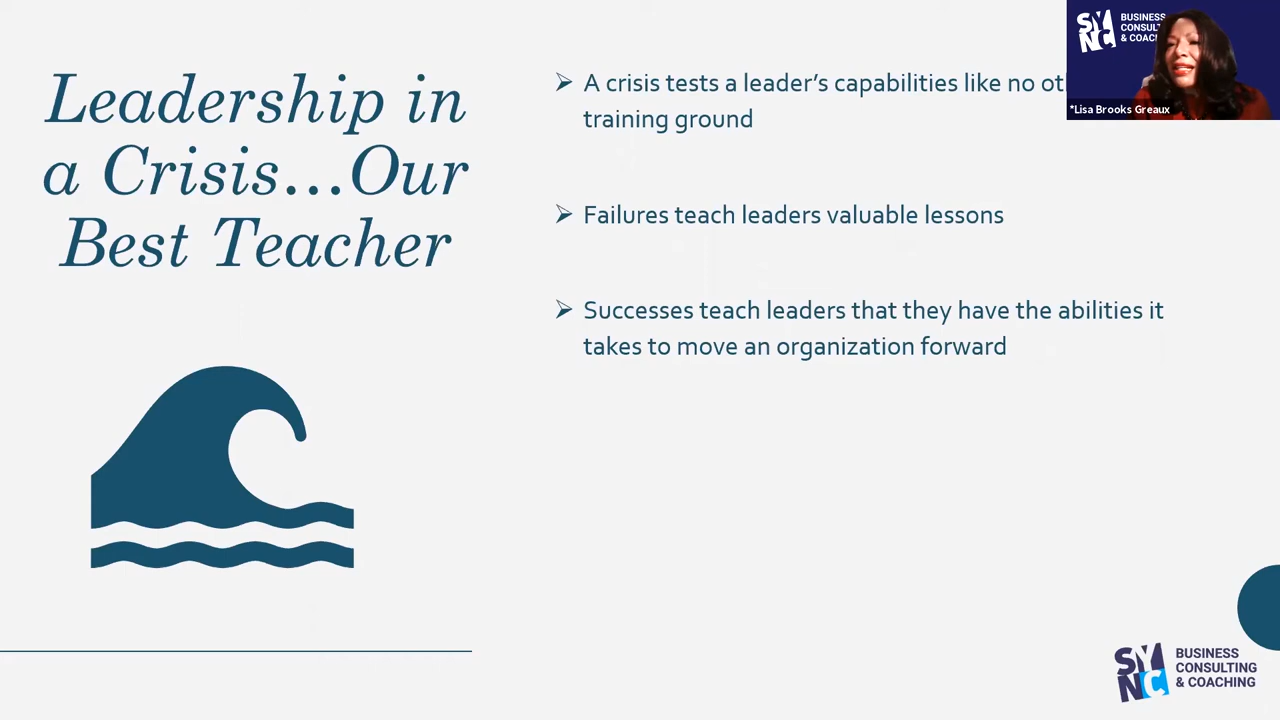 Leadership in
a Crisis...Our
Best Teacher
➢ A crisis tests a leader's capabilities like no
training ground
➢ Failures teach leaders valuable lessons
➢ Successes teach leaders that they have the abilities it
takes to move an organization forward
SYNC
BUSINESS
*Lisa Brooks Greaux
SYNC
BUSINESS
CONSULTING
& COACHING